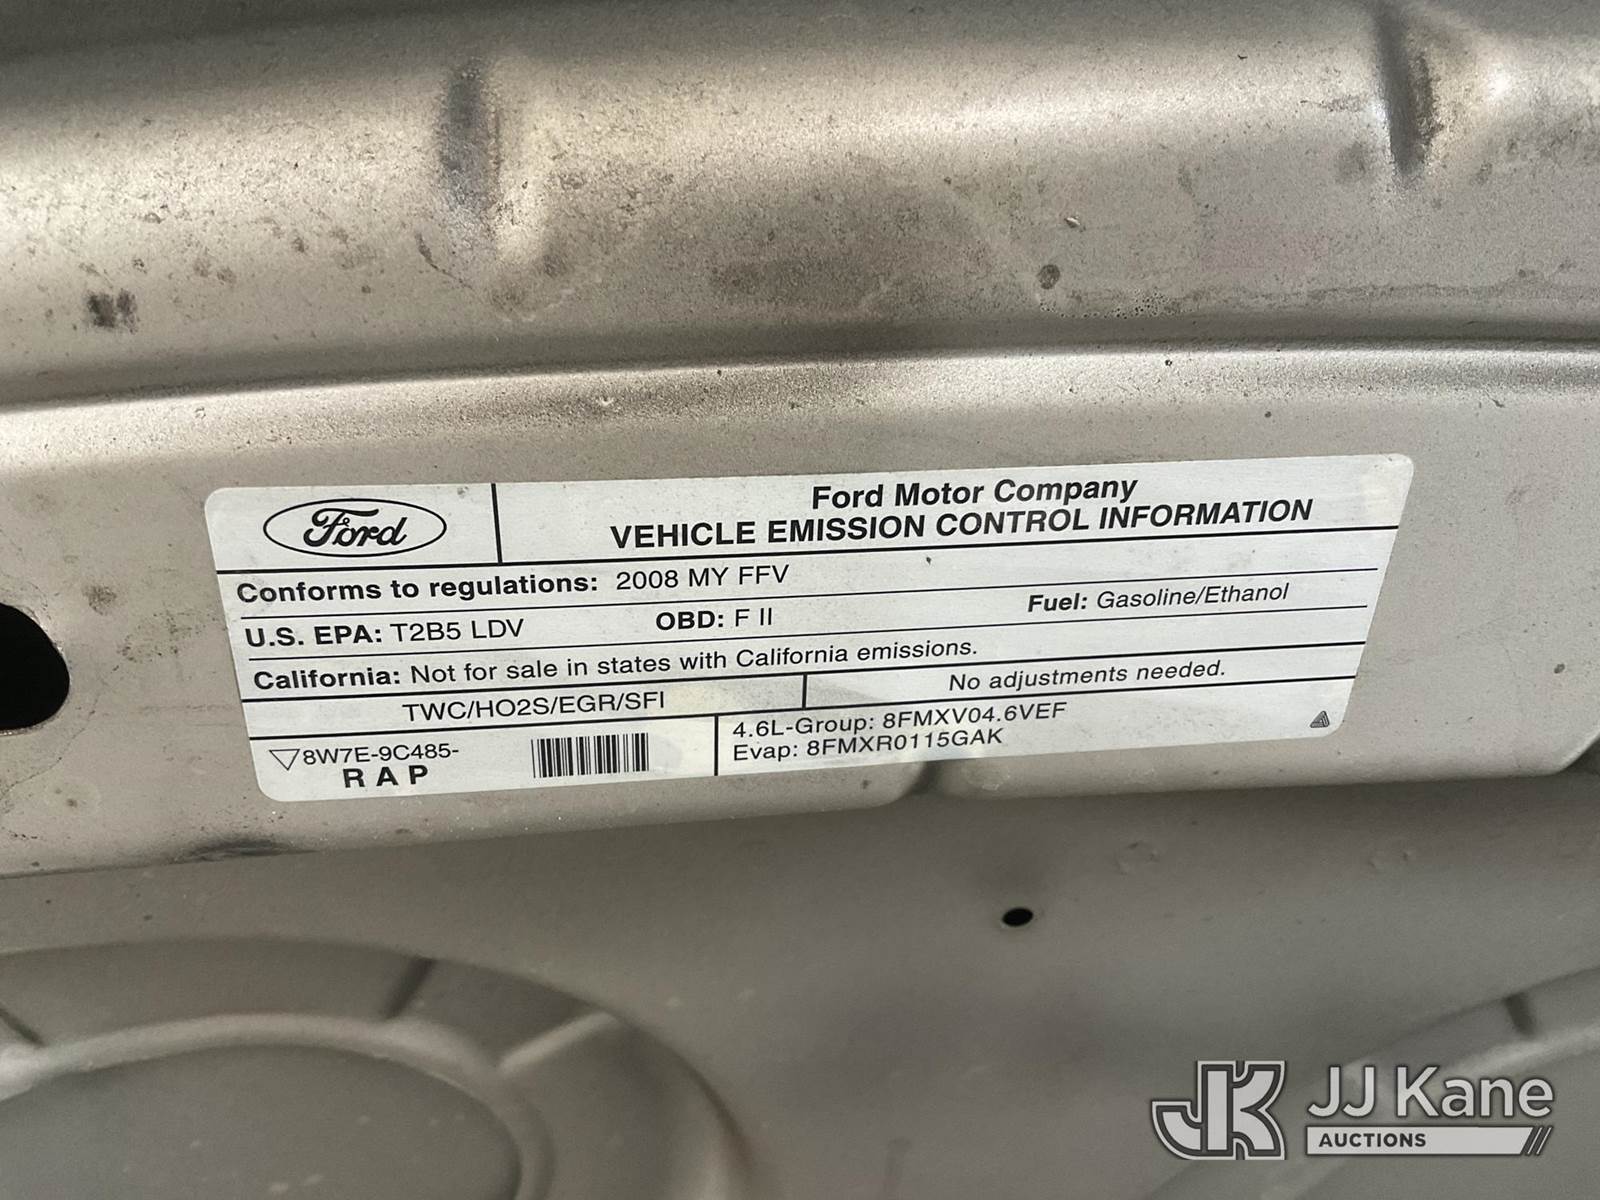 Ford
Ford Motor Company
VEHICLE EMISSION CONTROL INFORMATION
Conforms to regulations: 2008 MY FFV
U.S. EPA: T2B5 LDV OBD: F II Fuel: Gasoline/Ethanol
California: Not for sale in states with California emissions.
TWC/HO2S/EGR/SFI No adjustments needed.
8W7E-9C485-
R A P
4.6L-Group: 8FMXV04.6VEF
Evap: 8FMXR0115GAK
JK JJ Kane
AUCTIONS